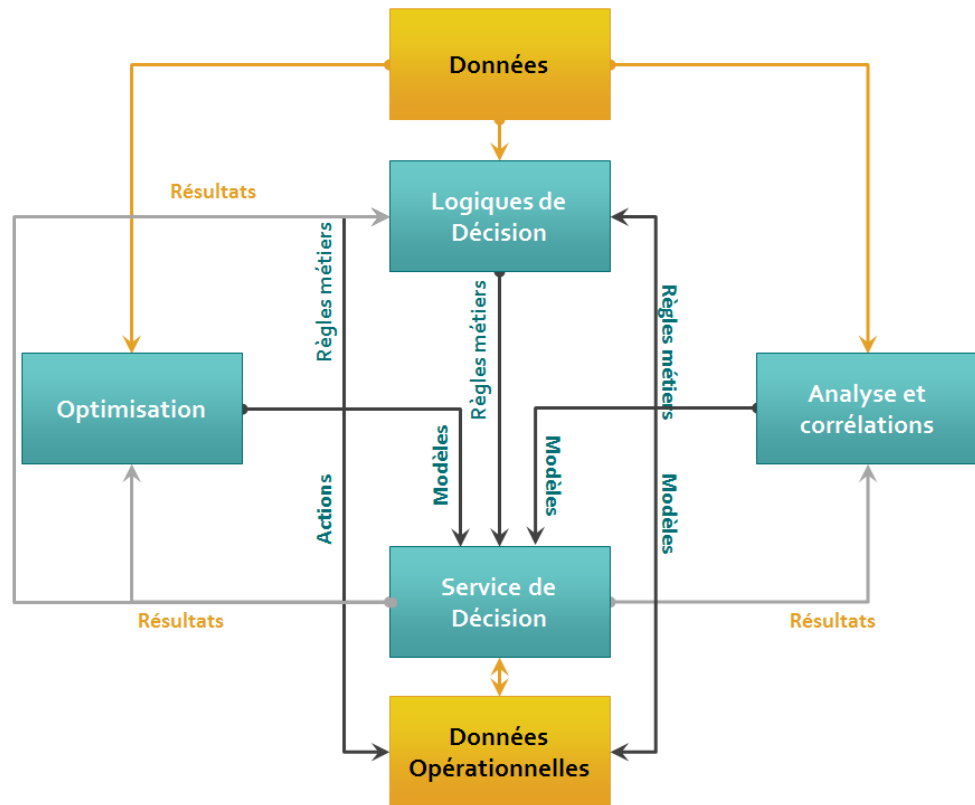 Données
Résultats
Logiques de
Décision
Règles métiers
Règles métiers
Règles métiers
Optimisation
Analyse et
corrélations
Modèles
Modèles
Actions
Modèles
Service de
Décision
Résultats
Résultats
Données
Opérationnelles